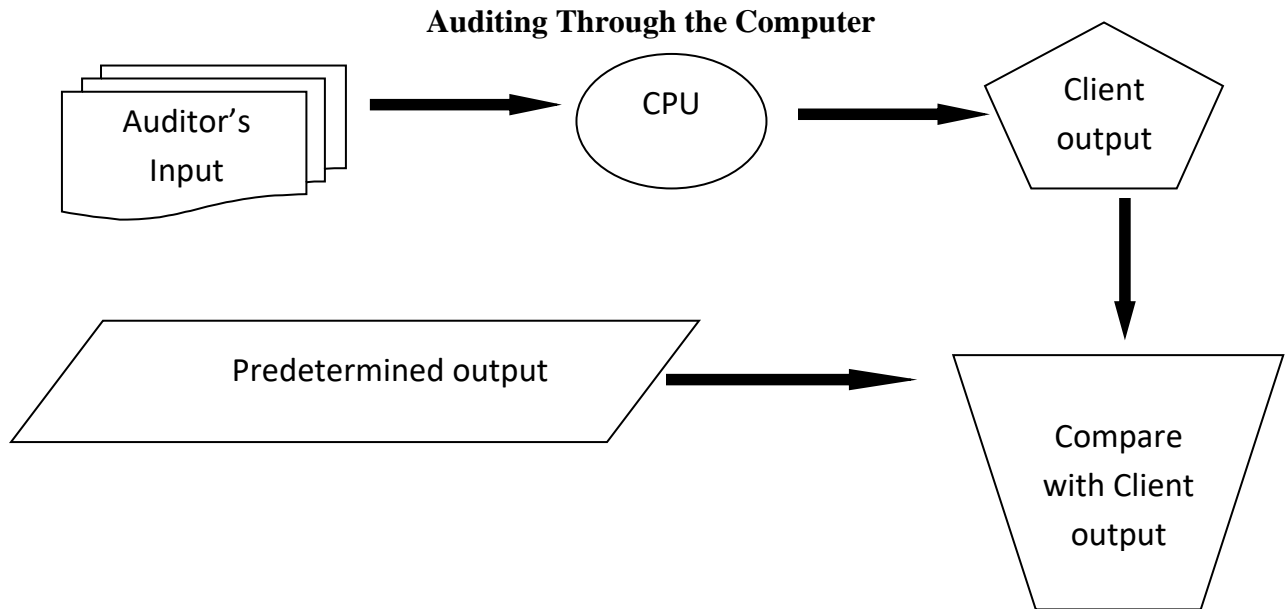 Auditing Through the Computer
Auditor’s
Input
CPU
Client
output
Predetermined output
Compare
with Client
output